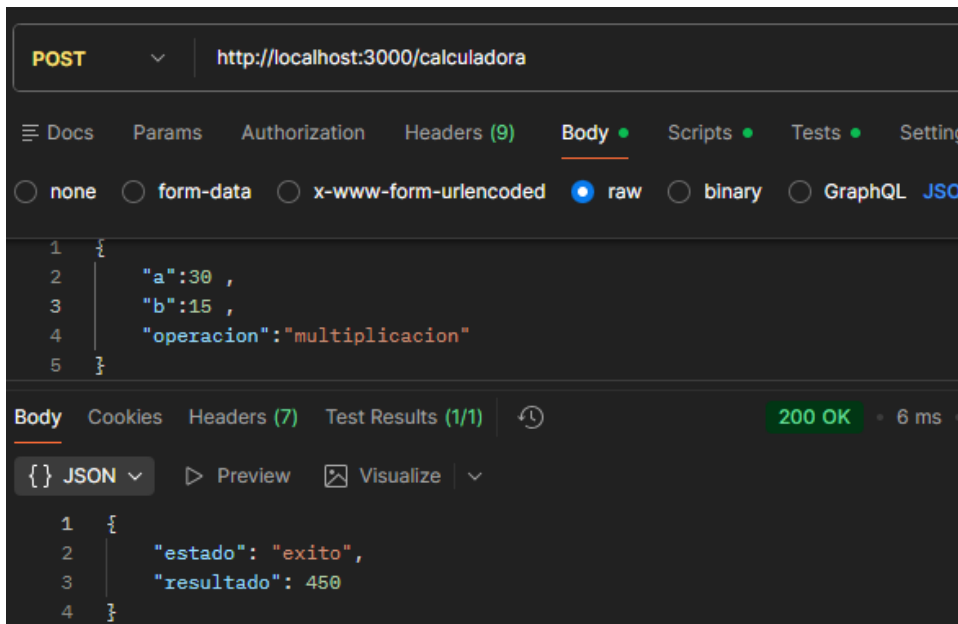 POST http://localhost:3000/calculadora
Docs Params Authorization Headers (9) Body Scripts Tests Setting
none form-data x-www-form-urlencoded raw binary GraphQL JSO
1 {
2 "a":30 ,
3 "b":15 ,
4 "operacion":"multiplicacion"
5 }
Body Cookies Headers (7) Test Results (1/1) 200 OK • 6 ms
{} JSON Preview Visualize
1 {
2 "estado": "exito",
3 "resultado": 450
4 }